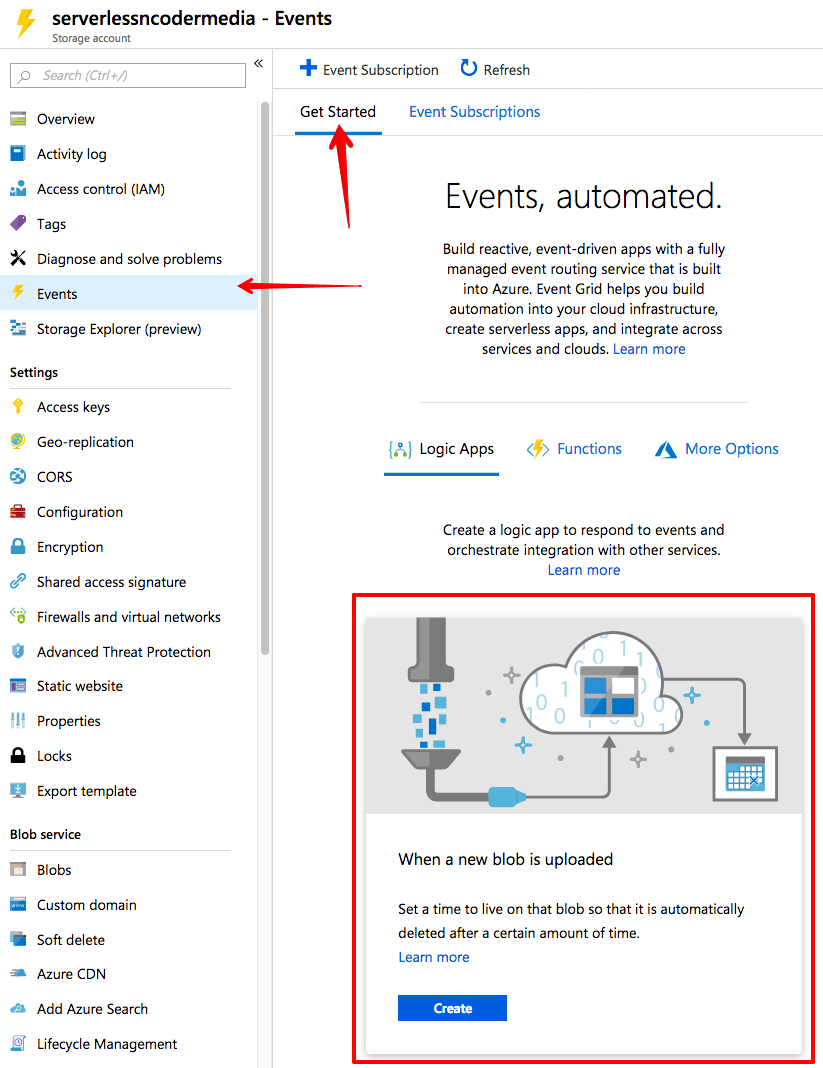 serverlessncodermedia - Events
Storage account
Search (Ctrl+/)
«
Overview
Activity log
Access control (IAM)
Tags
Diagnose and solve problems
Events
Storage Explorer (preview)
Settings
Access keys
Geo-replication
CORS
Configuration
Encryption
Shared access signature
Firewalls and virtual networks
Advanced Threat Protection
Static website
Properties
Locks
Export template
Blob service
Blobs
Custom domain
Soft delete
Azure CDN
Add Azure Search
Lifecycle Management
Event Subscription Refresh
Get Started Event Subscriptions
Events, automated.
Build reactive, event-driven apps with a fully
managed event routing service that is built
into Azure. Event Grid helps you build
automation into your cloud infrastructure,
create serverless apps, and integrate across
services and clouds. Learn more
Logic Apps Functions More Options
Create a logic app to respond to events and
orchestrate integration with other services.
Learn more
When a new blob is uploaded
Set a time to live on that blob so that it is automatically
deleted after a certain amount of time.
Learn more
Create